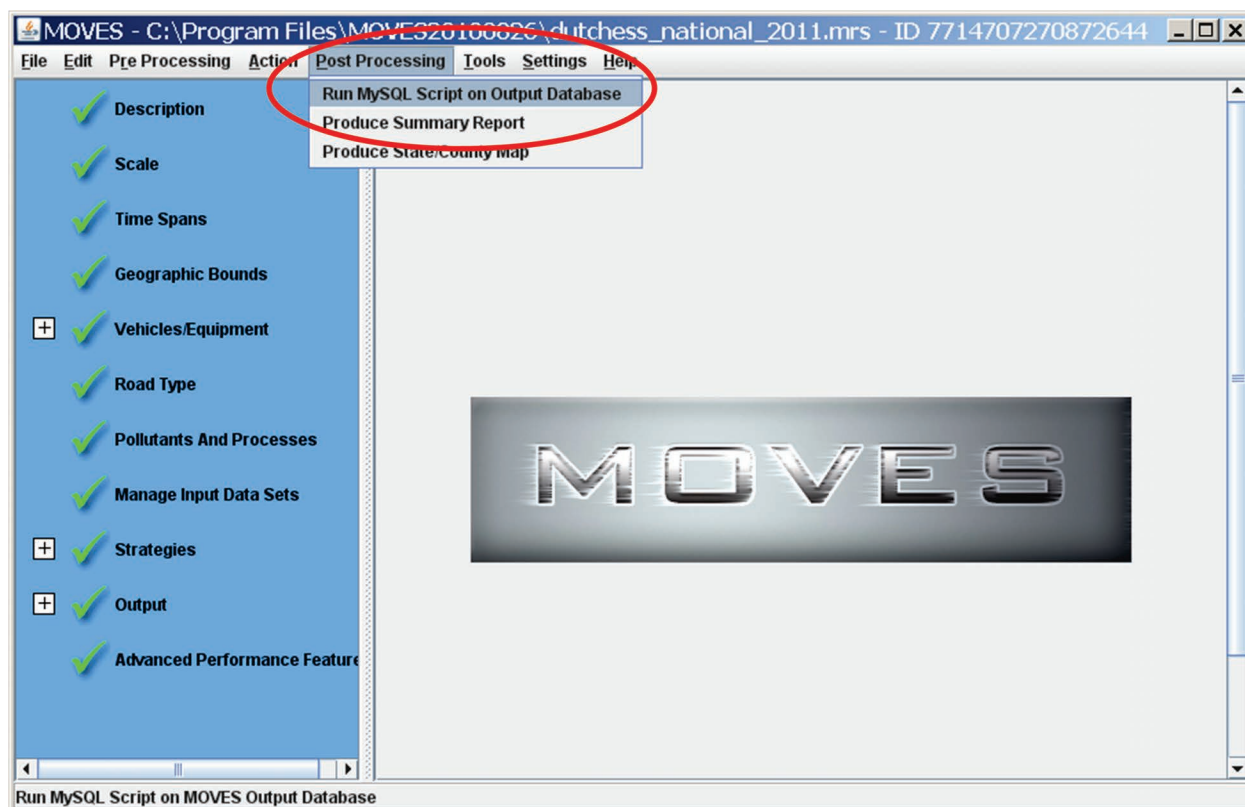 MOVES - C:\Program Files\MOVES20100826\dutchess_national_2011.mrs - ID 7714707270872644
File Edit Pre Processing Action Post Processing Tools Settings Help
Run MySQL Script on Output Database
Produce Summary Report
Produce State/County Map
Description
Scale
Time Spans
Geographic Bounds
Vehicles/Equipment
Road Type
Pollutants And Processes
Manage Input Data Sets
Strategies
Output
Advanced Performance Feature
MOVES
Run MySQL Script on MOVES Output Database